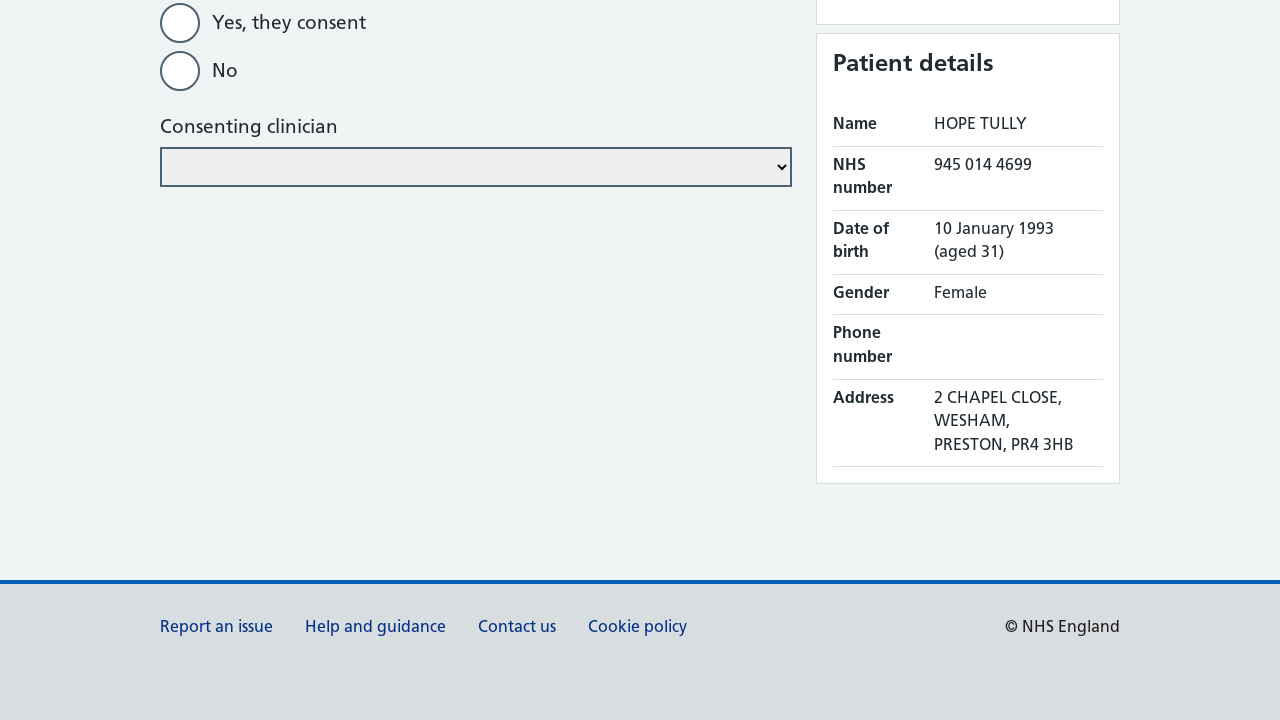 Yes, they consent
No
Consenting clinician
Patient details
Name HOPE TULLY
NHS number 945 014 4699
Date of birth 10 January 1993 (aged 31)
Gender Female
Phone number
Address 2 CHAPEL CLOSE,
WESHAM,
PRESTON, PR4 3HB
Report an issue Help and guidance Contact us Cookie policy © NHS England